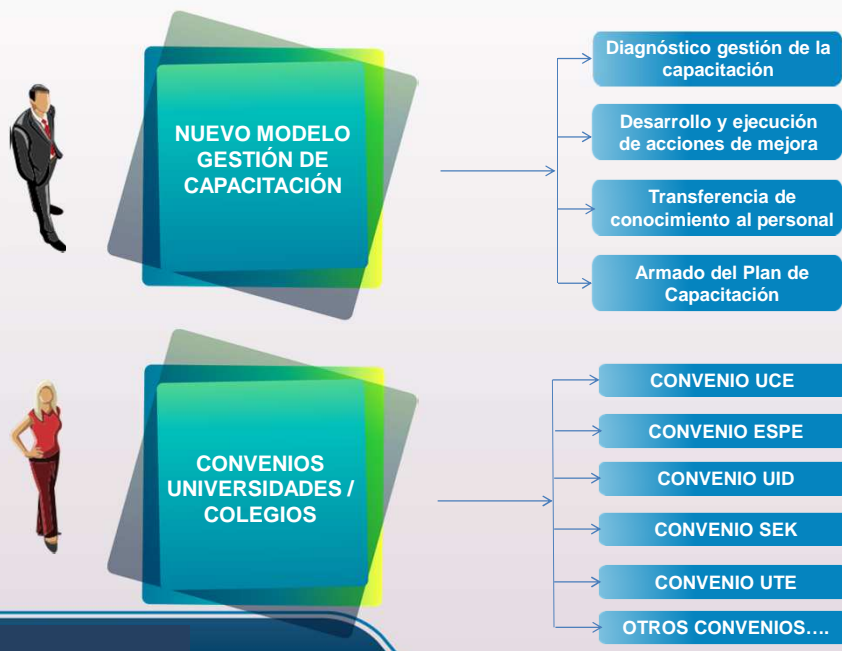 NUEVO MODELO
GESTIÓN DE
CAPACITACIÓN
Diagnóstico gestión de la
capacitación
Desarrollo y ejecución
de acciones de mejora
Transferencia de
conocimiento al personal
Armado del Plan de
Capacitación
CONVENIOS
UNIVERSIDADES /
COLEGIOS
CONVENIO UCE
CONVENIO ESPE
CONVENIO UID
CONVENIO SEK
CONVENIO UTE
OTROS CONVENIOS....